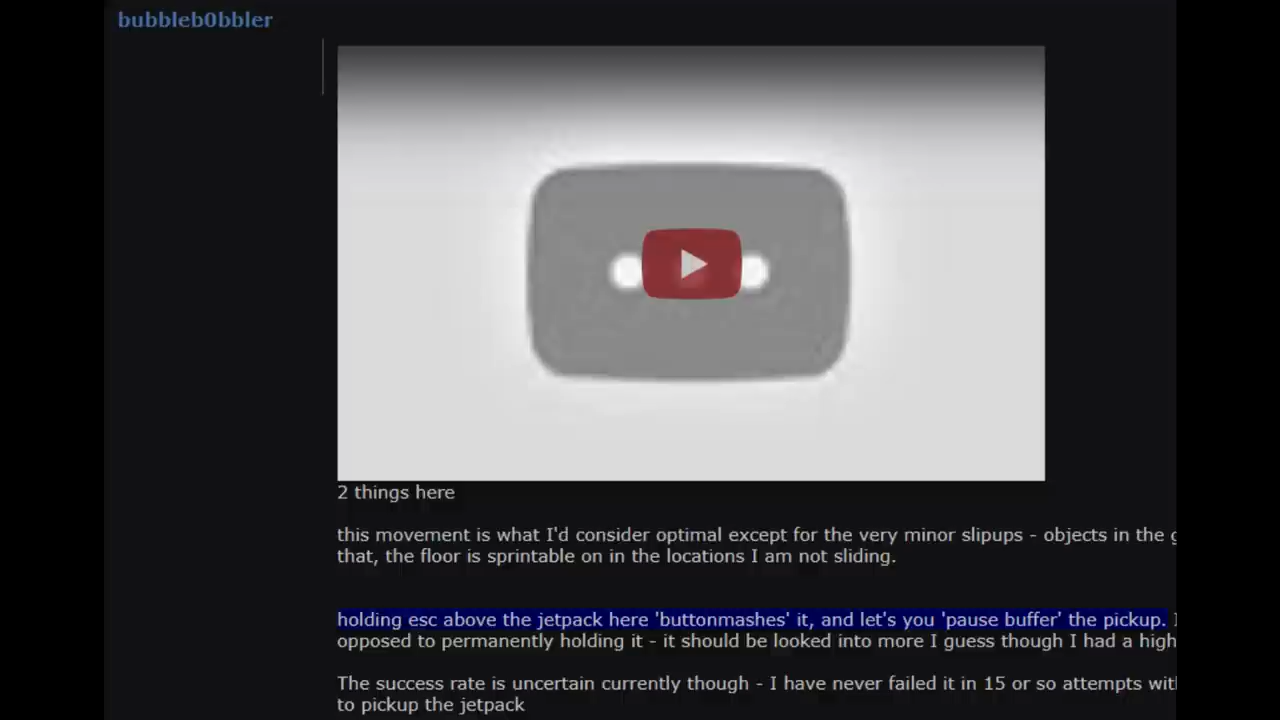 bubbleb0bbler
2 things here
this movement is what I'd consider optimal except for the very minor slipups - objects in the
that, the floor is sprintable on in the locations I am not sliding.
holding esc above the jetpack here 'buttonmashes' it, and let's you 'pause buffer' the pickup. I
opposed to permanently holding it - it should be looked into more I guess though I had a high
The success rate is uncertain currently though - I have never failed it in 15 or so attempts with
to pickup the jetpack